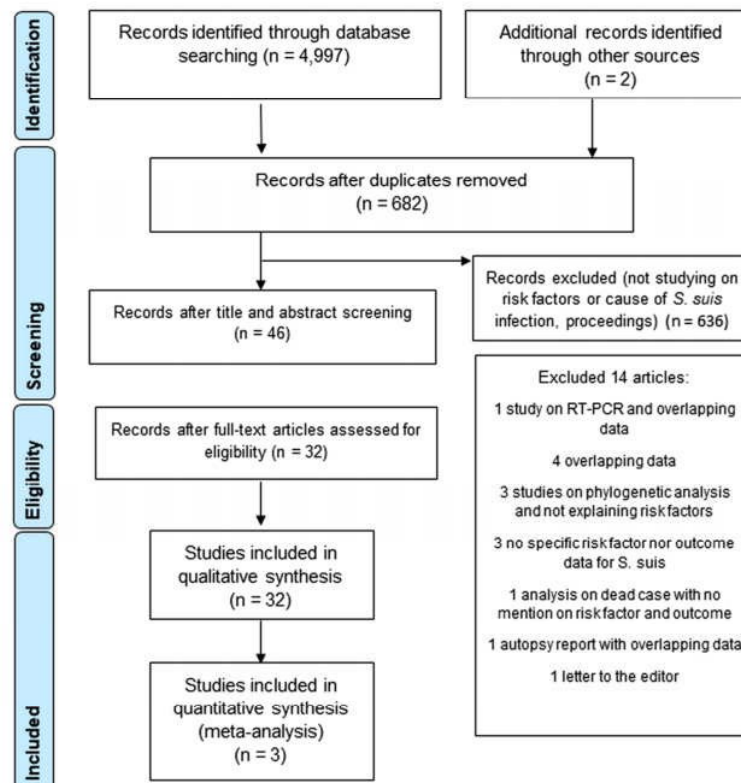 Identification
Records identified through database
searching (n = 4,997)
Additional records identified
through other sources
(n = 2)
Screening
Records after duplicates removed
(n = 682)
Records after title and abstract screening
(n = 46)
Records excluded (not studying on
risk factors or cause of S. suis
infection, proceedings) (n = 636)
Eligibility
Records after full-text articles assessed for
eligibility (n = 32)
Excluded 14 articles:
1 study on RT-PCR and overlapping
data
4 overlapping data
3 studies on phylogenetic analysis
and not explaining risk factors
3 no specific risk factor nor outcome
data for S. suis
1 analysis on dead case with no
mention on risk factor and outcome
1 autopsy report with overlapping data
1 letter to the editor
Included
Studies included in
qualitative synthesis
(n = 32)
Studies included in
quantitative synthesis
(meta-analysis)
(n = 3)